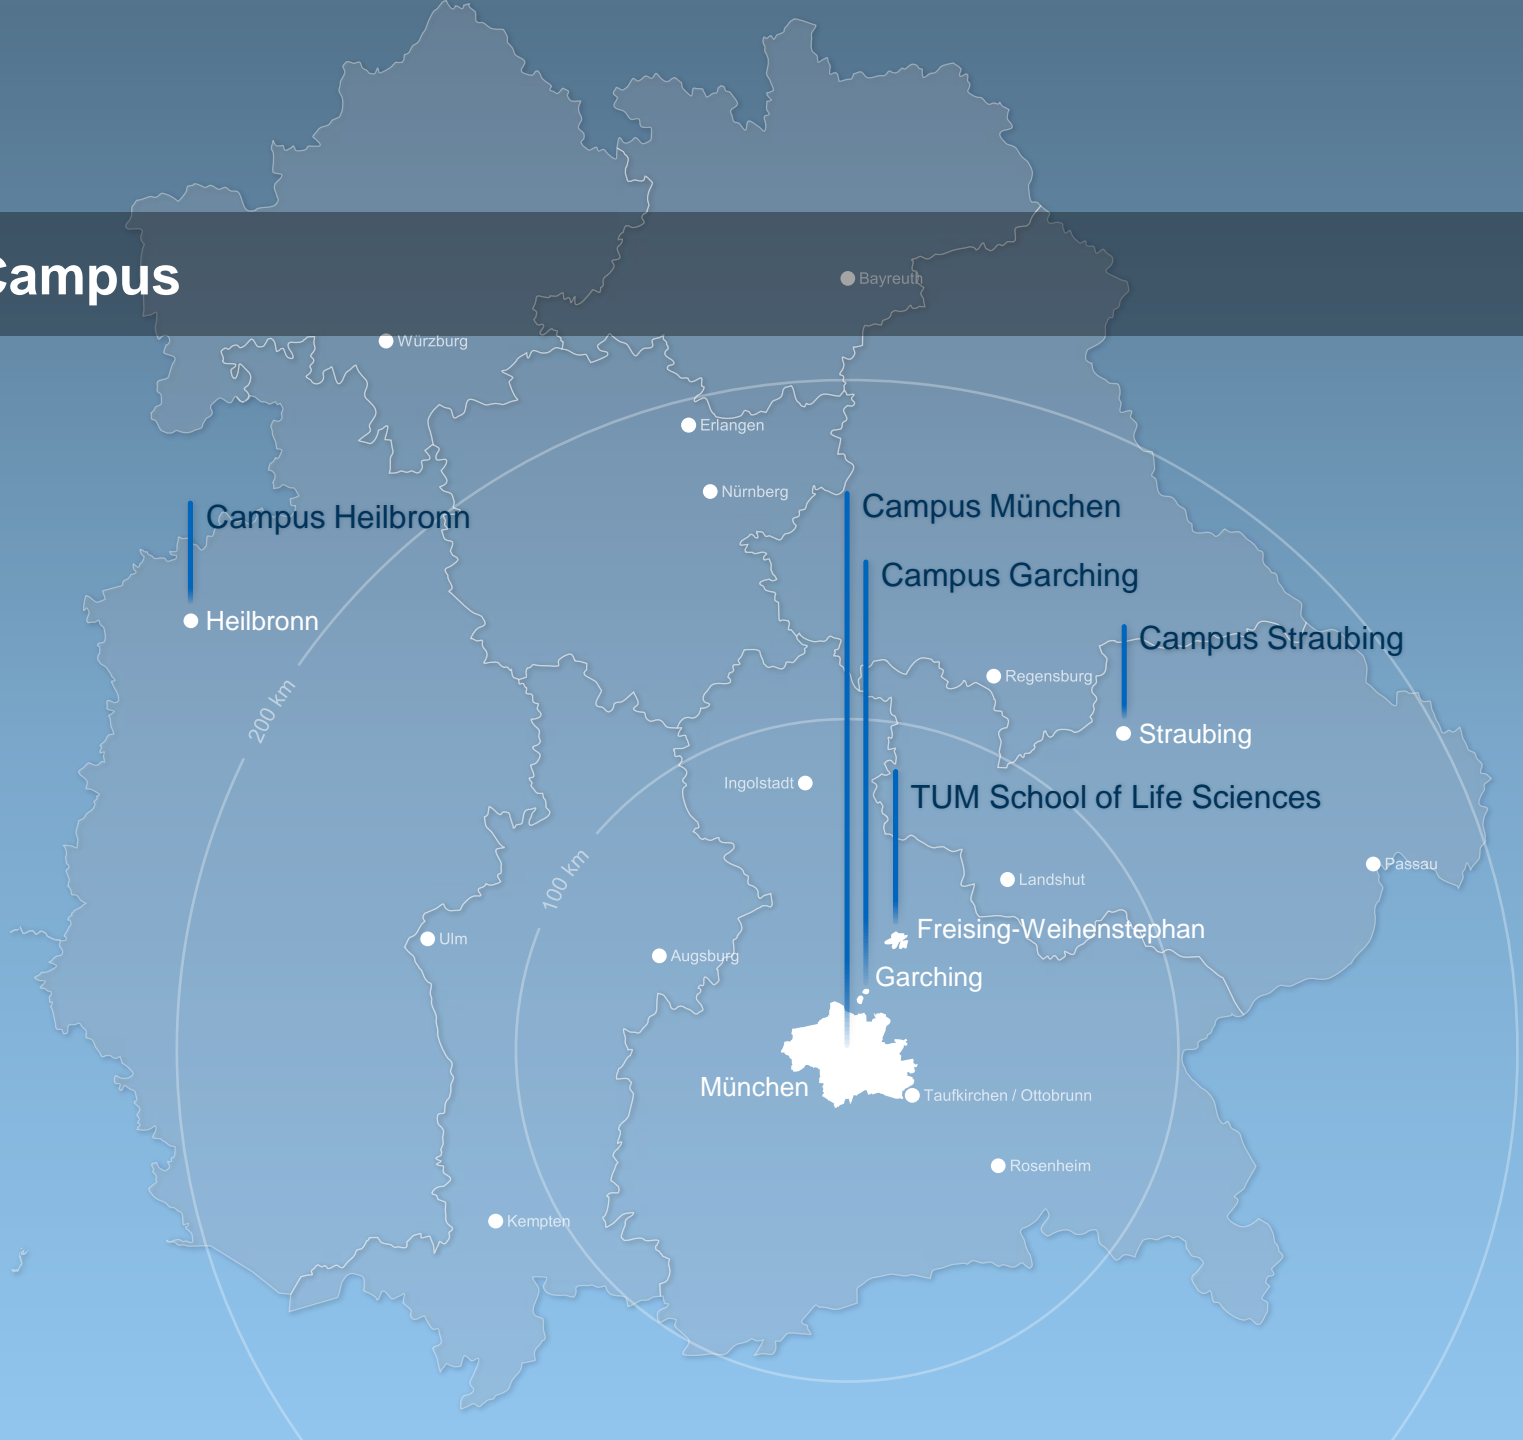 Campus
Bayreuth
Würzburg
Erlangen
Nürnberg
Campus Heilbronn
Campus München
Campus Garching
Heilbronn
Campus Straubing
Regensburg
200 km
Straubing
Ingolstadt
TUM School of Life Sciences
100 km
Landshut
Passau
Ulm
Freising-Weihenstephan
Augsburg
Garching
München
Taufkirchen / Ottobrunn
Rosenheim
Kempten